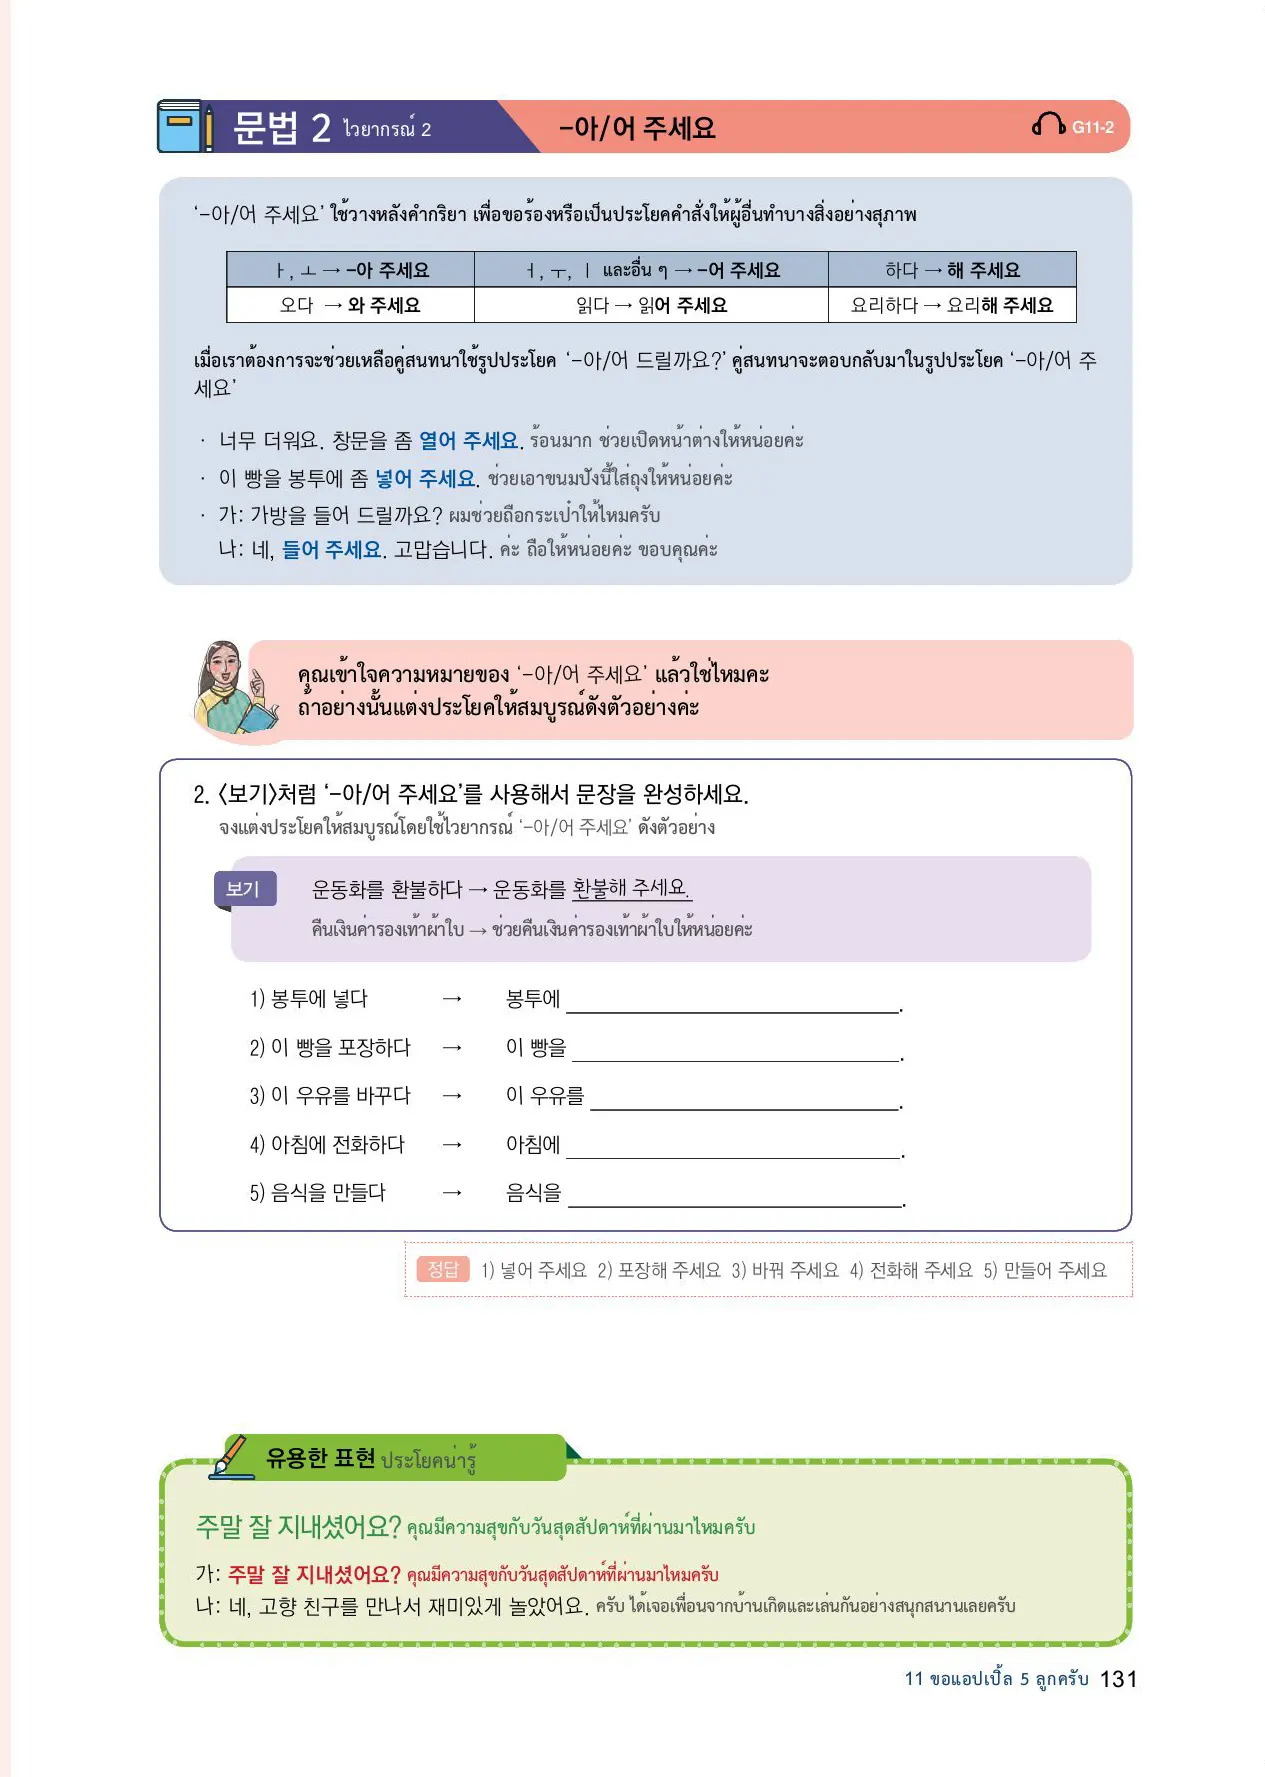 문법 2 ไวยากรณ์ 2 -아/어 주세요 G11-2
‘-아/어 주세요’ ใช้วางหลังคำกริยา เพื่อขอร้องหรือเป็นประโยคคำสั่งให้ผู้อื่นทำบางสิ่งอย่างสุภาพ
ㅏ, ㅗ → -아 주세요 ㅓ, ㅜ, ㅣ และอื่น ๆ → -어 주세요 하다 → 해 주세요
오다 → 와 주세요 읽다 → 읽어 주세요 요리하다 → 요리해 주세요
เมื่อเราต้องการจะช่วยเหลือคู่สนทนาใช้รูปประโยค ‘-아/어 드릴까요?’ คู่สนทนาจะตอบกลับมาในรูปประโยค ‘-아/어 주
세요’
· 너무 더워요. 창문을 좀 열어 주세요. ร้อนมาก ช่วยเปิดหน้าต่างให้หน่อยค่ะ
· 이 빵을 봉투에 좀 넣어 주세요. ช่วยเอาขนมปังนี้ใส่ถุงให้หน่อยค่ะ
· 가: 가방을 들어 드릴까요? ผมช่วยถือกระเป๋าให้ไหมครับ
나: 네, 들어 주세요. 고맙습니다. ค่ะ ถือให้หน่อยค่ะ ขอบคุณค่ะ
คุณเข้าใจความหมายของ ‘-아/어 주세요’ แล้วใช่ไหมคะ
ถ้าอย่างนั้นแต่งประโยคให้สมบูรณ์ดังตัวอย่างค่ะ
2. 〈보기〉처럼 ‘-아/어 주세요’를 사용해서 문장을 완성하세요.
จงแต่งประโยคให้สมบูรณ์โดยใช้ไวยากรณ์ ‘-아/어 주세요’ ดังตัวอย่าง
보기 운동화를 환불하다 → 운동화를 환불해 주세요.
คืนเงินค่ารองเท้าผ้าใบ → ช่วยคืนเงินค่ารองเท้าผ้าใบให้หน่อยค่ะ
1) 봉투에 넣다 → 봉투에 ________.
2) 이 빵을 포장하다 → 이 빵을 ________.
3) 이 우유를 바꾸다 → 이 우유를 ________.
4) 아침에 전화하다 → 아침에 ________.
5) 음식을 만들다 → 음식을 ________.
정답 1) 넣어 주세요 2) 포장해 주세요 3) 바꿔 주세요 4) 전화해 주세요 5) 만들어 주세요
유용한 표현 ประโยคน่ารู้
주말 잘 지내셨어요? คุณมีความสุขกับวันสุดสัปดาห์ที่ผ่านมาไหมครับ
가: 주말 잘 지내셨어요? คุณมีความสุขกับวันสุดสัปดาห์ที่ผ่านมาไหมครับ
나: 네, 고향 친구를 만나서 재미있게 놀았어요. ครับ ได้เจอเพื่อนจากบ้านเกิดและเล่นกันอย่างสนุกสนานเลยครับ
11 ขอแอปเปิ้ล 5 ลูกครับ 131